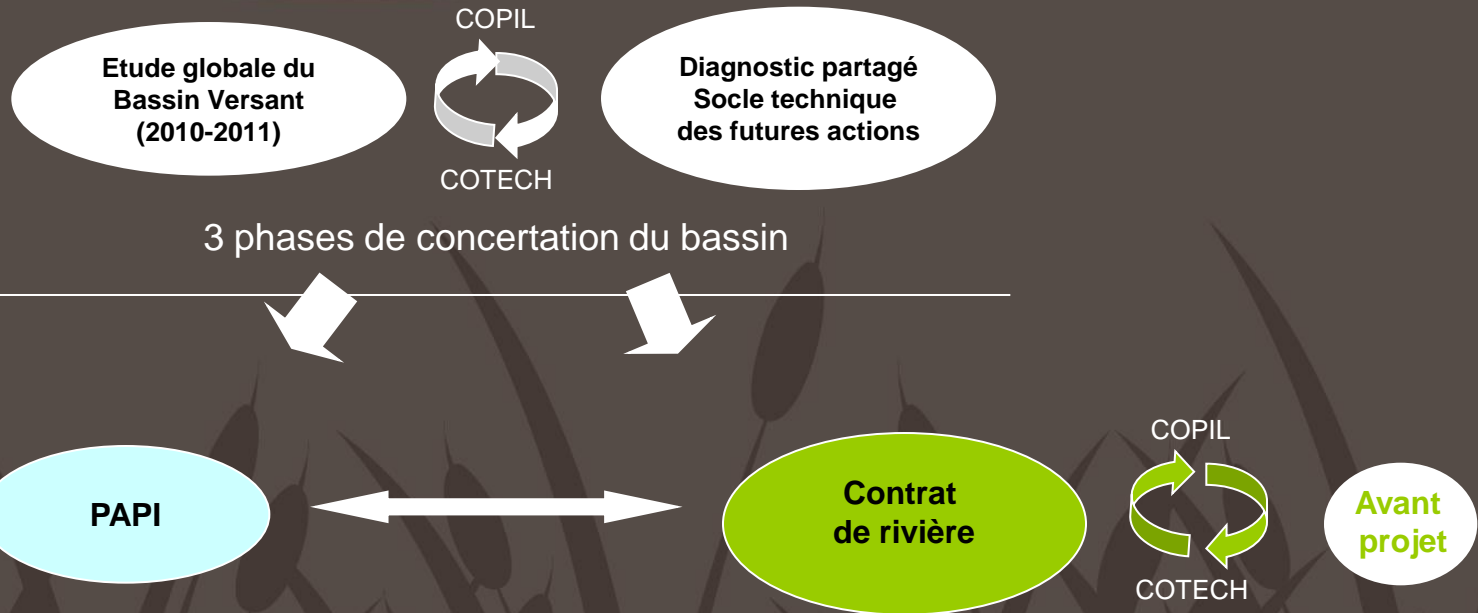 COPIL
Etude globale du
Bassin Versant
(2010-2011)
Diagnostic partagé
Socle technique
des futures actions
COTECH
3 phases de concertation du bassin
PAPI
Contrat
de rivière
COPIL
COTECH
Avant
projet